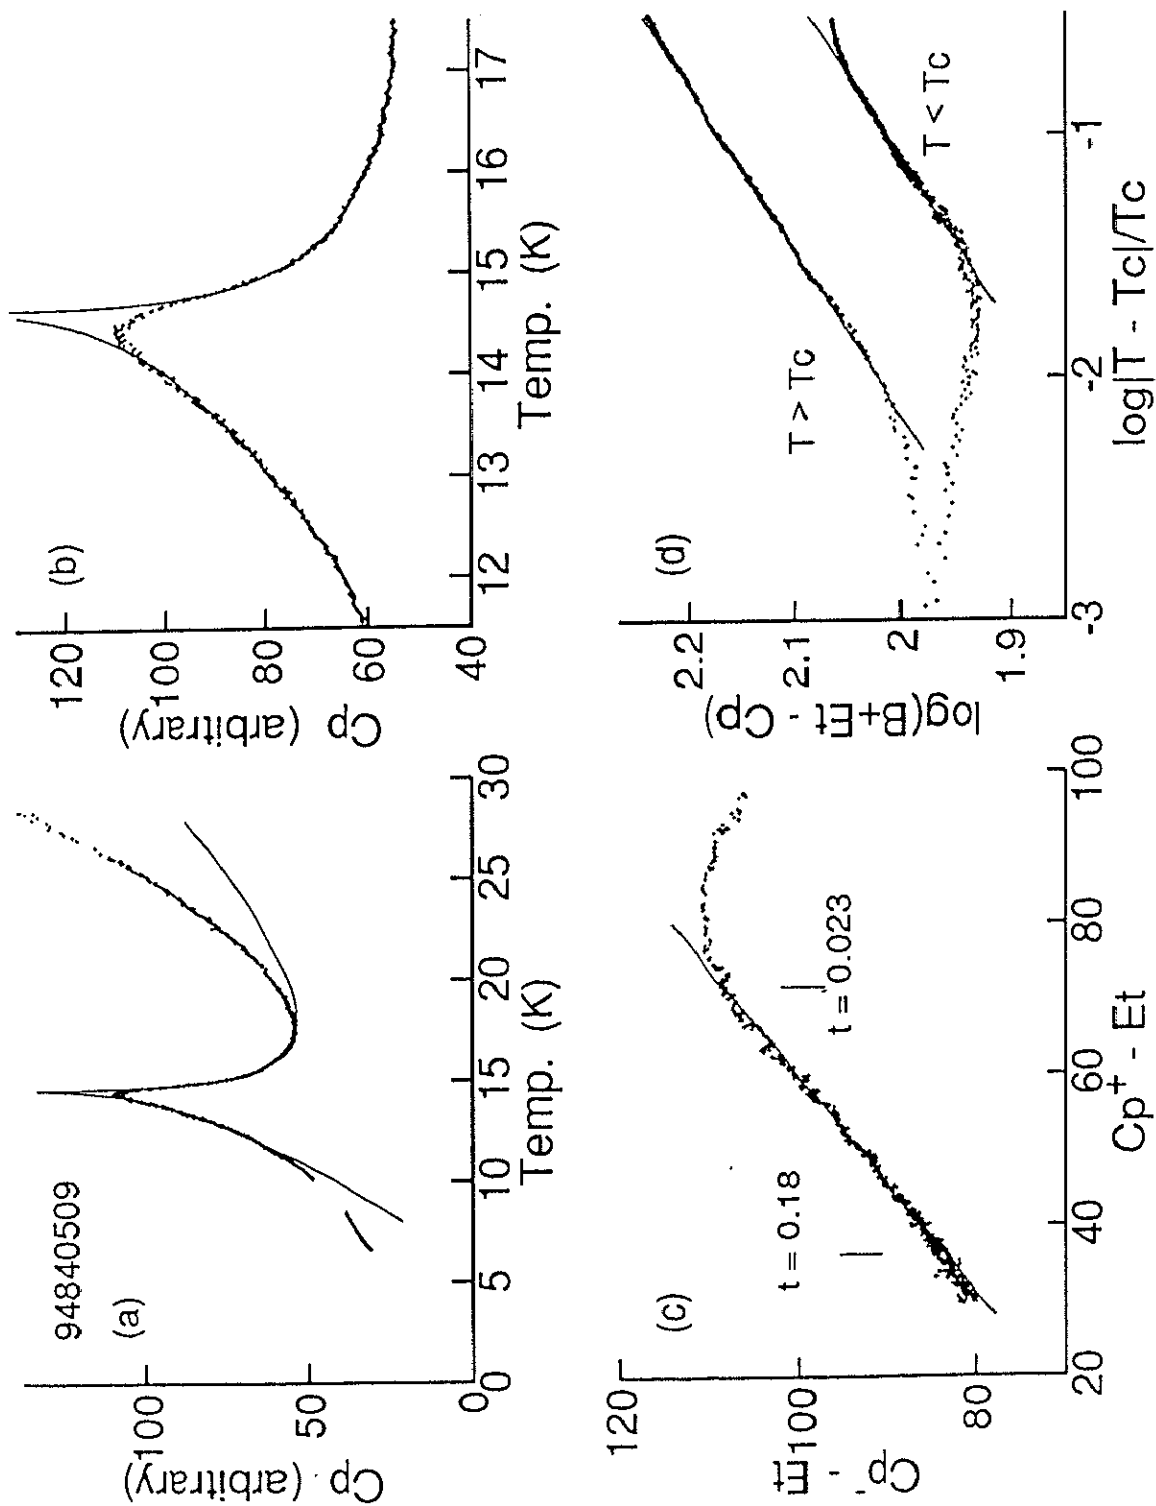 94840509
(a)
100
50
0
5
10
15
20
25
30
Cp (arbitrary)
Temp. (K)
(b)
120
100
80
60
40
12
13
14
15
16
17
Cp (arbitrary)
Temp. (K)
(c)
120
100
80
20
40
60
80
100
t = 0.18
t = 0.023
Cp⁻ - Et
Cp⁺ - Et
(d)
2.2
2.1
2
1.9
-3
-2
-1
T > Tc
T < Tc
log(B+Et - Cp)
log|T - Tc|/Tc